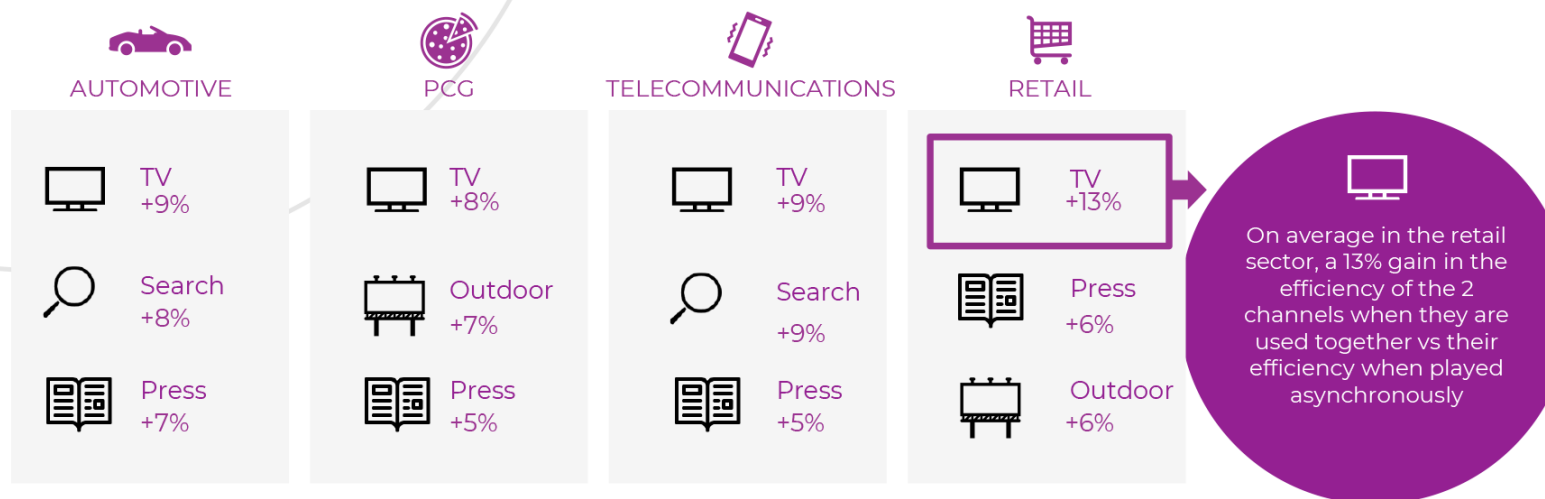 AUTOMOTIVE
TV
+9%
Search
+8%
Press
+7%
PCG
TV
+8%
Outdoor
+7%
Press
+5%
TELECOMMUNICATIONS
TV
+9%
Search
+9%
Press
+5%
RETAIL
TV
+13%
Press
+6%
Outdoor
+6%
On average in the retail
sector, a 13% gain in the
efficiency of the 2
channels when they are
used together vs their
efficiency when played
asynchronously